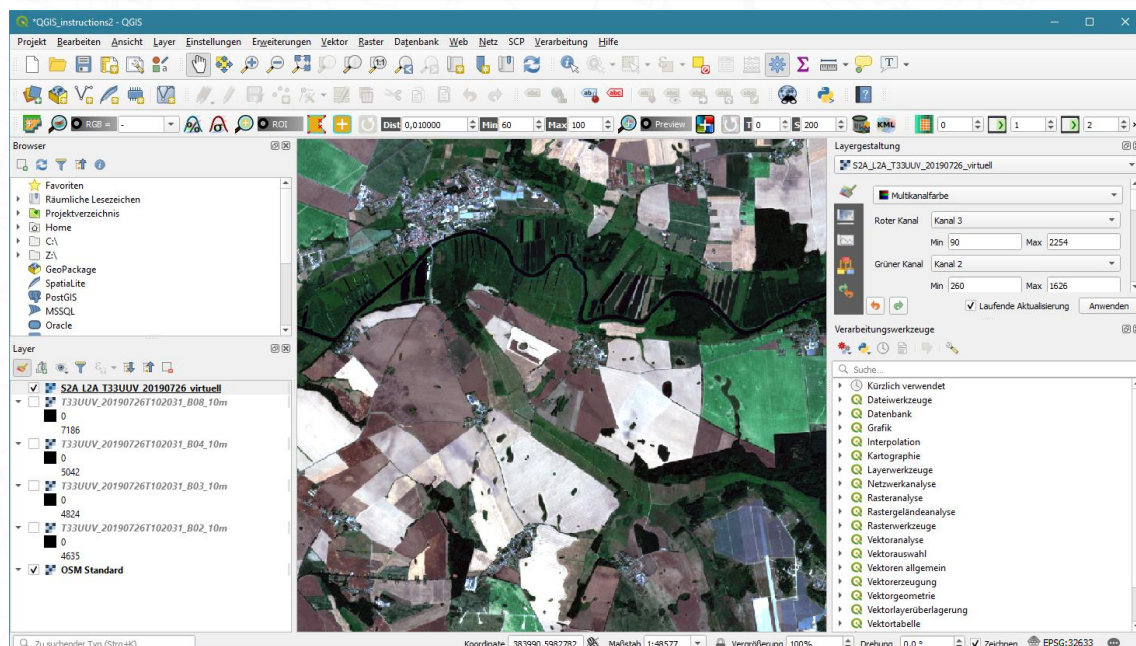 *QGIS_instructions2 - QGIS
Projekt Bearbeiten Ansicht Layer Einstellungen Erweiterungen Vektor Raster Datenbank Web Netz SCP Verarbeitung Hilfe
RGB = - ROI Dist 0,010000 Min 60 Max 100 Preview T 0 S 200 KML 0 1 2
Browser
Favoriten
Räumliche Lesezeichen
Projektverzeichnis
Home
C:\
Z:\
GeoPackage
SpatiaLite
PostGIS
MSSQL
Oracle
Layer
S2A_L2A_T33UUV_20190726_virtuell
T33UUV_20190726T102031_B08_10m
0
7186
T33UUV_20190726T102031_B04_10m
0
5042
T33UUV_20190726T102031_B03_10m
0
4824
T33UUV_20190726T102031_B02_10m
0
4635
OSM Standard
Layergestaltung
S2A_L2A_T33UUV_20190726_virtuell
Multikanalfarbe
Roter Kanal Kanal 3
Min 90 Max 2254
Grüner Kanal Kanal 2
Min 260 Max 1626
Laufende Aktualisierung Anwenden
Verarbeitungswerkzeuge
Suche...
Kürzlich verwendet
Dateiwerkzeuge
Datenbank
Grafik
Interpolation
Kartographie
Layerwerkzeuge
Netzwerkanalyse
Rasteranalyse
Rastergeländeanalyse
Rasterwerkzeuge
Vektoranalyse
Vektorauswahl
Vektoren allgemein
Vektorerzeugung
Vektorgeometrie
Vektorlayerüberlagerung
Vektortabelle
Zu suchender Typ (Strg+K) Koordinate 383990,5982782 Maßstab 1:48577 Vergrößerung 100% Drehung 0,0 ° Zeichnen EPSG:32633